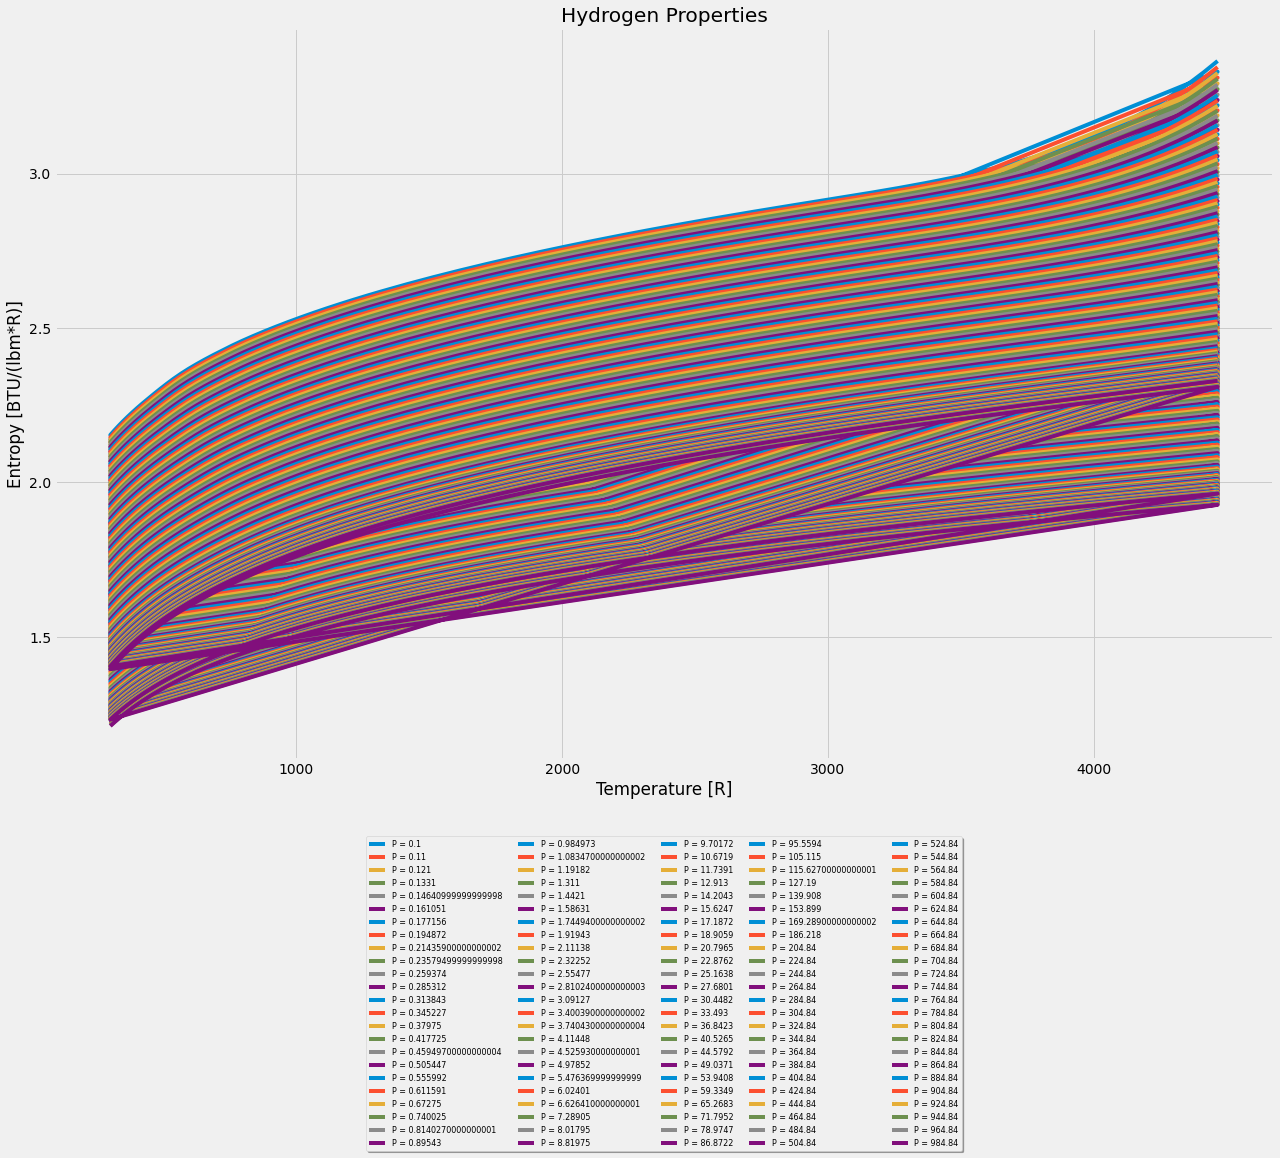 Hydrogen Properties
Entropy [BTU/(lbm*R)]
3.0
2.5
2.0
1.5
1000
2000
3000
4000
Temperature [R]
P = 0.1
P = 0.11
P = 0.121
P = 0.1331
P = 0.14640999999999998
P = 0.161051
P = 0.177156
P = 0.194872
P = 0.21435900000000002
P = 0.23579499999999998
P = 0.259374
P = 0.285312
P = 0.313843
P = 0.345227
P = 0.37975
P = 0.417725
P = 0.45949700000000004
P = 0.505447
P = 0.555992
P = 0.611591
P = 0.67275
P = 0.740025
P = 0.8140270000000001
P = 0.89543
P = 0.984973
P = 1.0834700000000002
P = 1.19182
P = 1.311
P = 1.4421
P = 1.58631
P = 1.7449400000000002
P = 1.91943
P = 2.11138
P = 2.32252
P = 2.55477
P = 2.8102400000000003
P = 3.09127
P = 3.4003900000000002
P = 3.7404300000000004
P = 4.11448
P = 4.525930000000001
P = 4.97852
P = 5.476369999999999
P = 6.02401
P = 6.626410000000001
P = 7.28905
P = 8.01795
P = 8.81975
P = 9.70172
P = 10.6719
P = 11.7391
P = 12.913
P = 14.2043
P = 15.6247
P = 17.1872
P = 18.9059
P = 20.7965
P = 22.8762
P = 25.1638
P = 27.6801
P = 30.4482
P = 33.493
P = 36.8423
P = 40.5265
P = 44.5792
P = 49.0371
P = 53.9408
P = 59.3349
P = 65.2683
P = 71.7952
P = 78.9747
P = 86.8722
P = 95.5594
P = 105.115
P = 115.62700000000001
P = 127.19
P = 139.908
P = 153.899
P = 169.28900000000002
P = 186.218
P = 204.84
P = 224.84
P = 244.84
P = 264.84
P = 284.84
P = 304.84
P = 324.84
P = 344.84
P = 364.84
P = 384.84
P = 404.84
P = 424.84
P = 444.84
P = 464.84
P = 484.84
P = 504.84
P = 524.84
P = 544.84
P = 564.84
P = 584.84
P = 604.84
P = 624.84
P = 644.84
P = 664.84
P = 684.84
P = 704.84
P = 724.84
P = 744.84
P = 764.84
P = 784.84
P = 804.84
P = 824.84
P = 844.84
P = 864.84
P = 884.84
P = 904.84
P = 924.84
P = 944.84
P = 964.84
P = 984.84